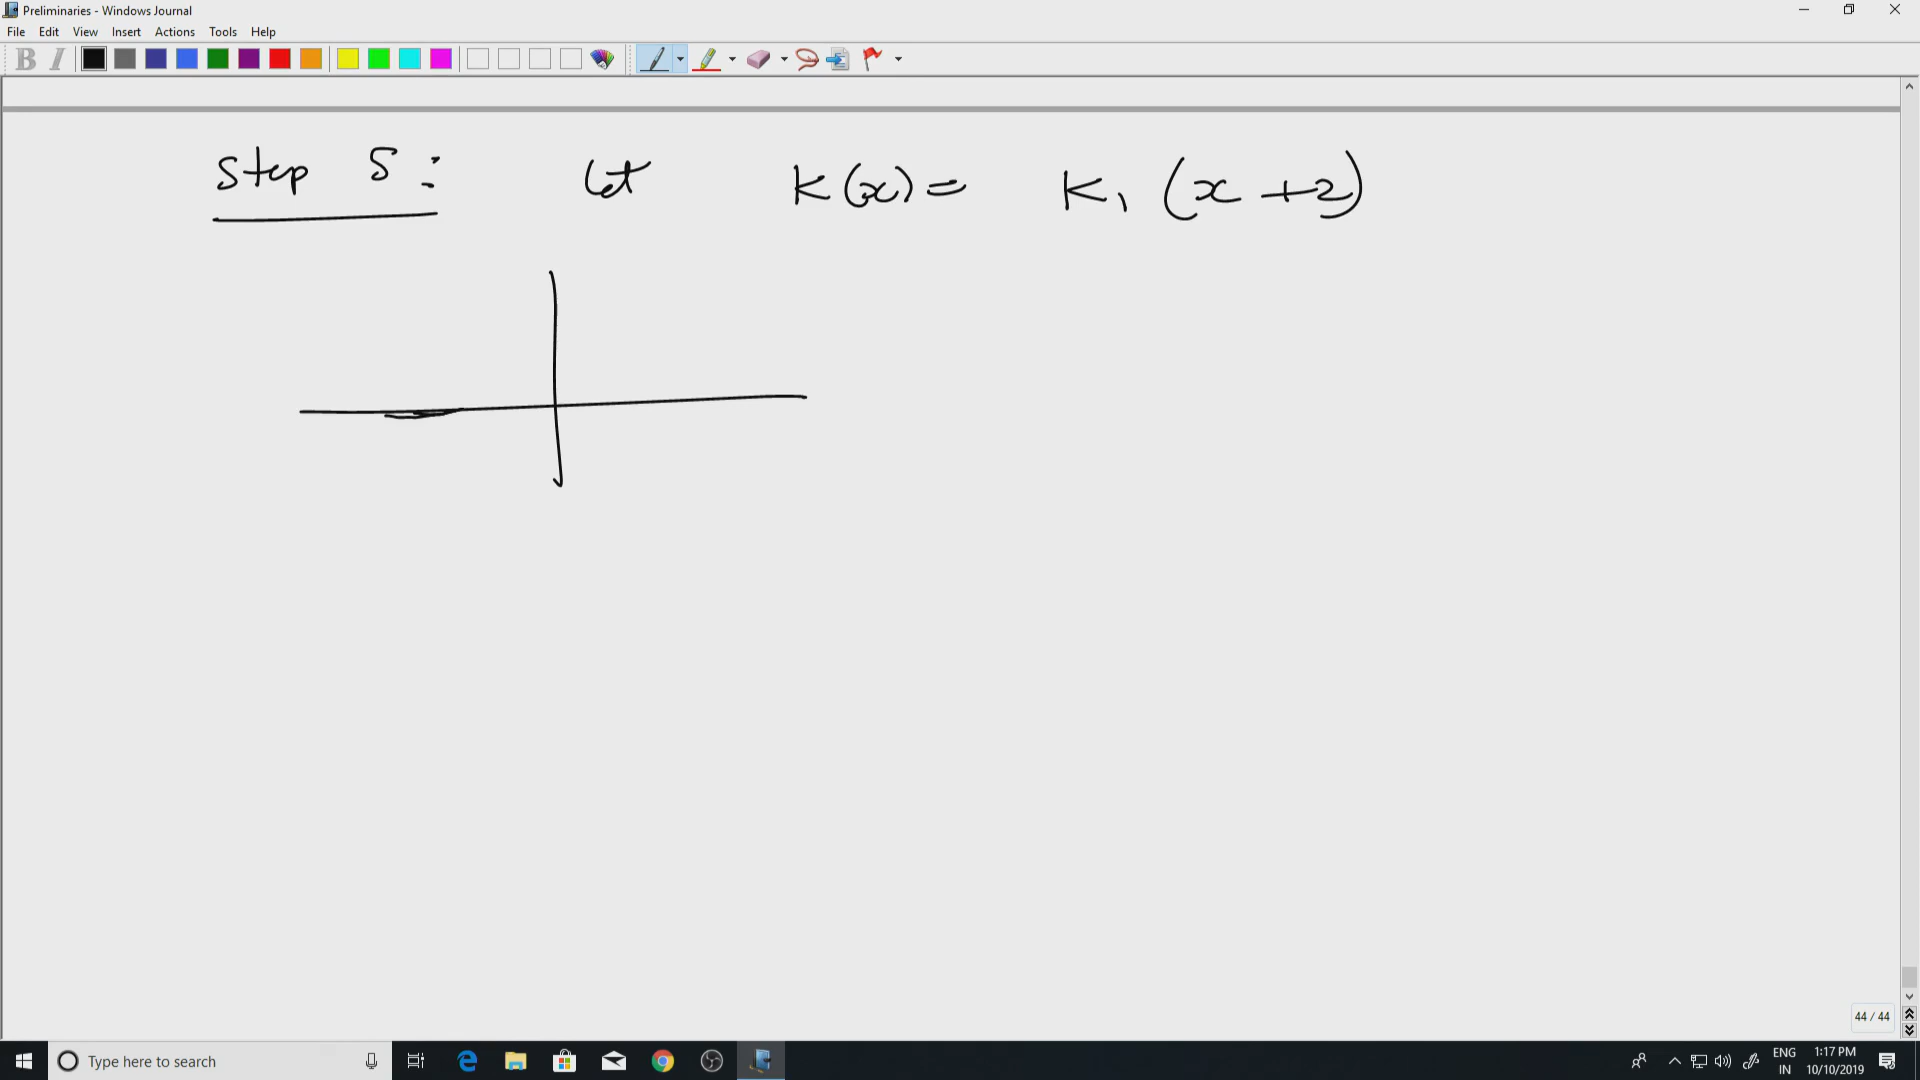 Preliminaries - Windows Journal
File Edit View Insert Actions Tools Help
B I
Step 5: let K(x) = K₁ (x + 2)
44 / 44
Type here to search
ENG 1:17 PM
IN 10/10/2019